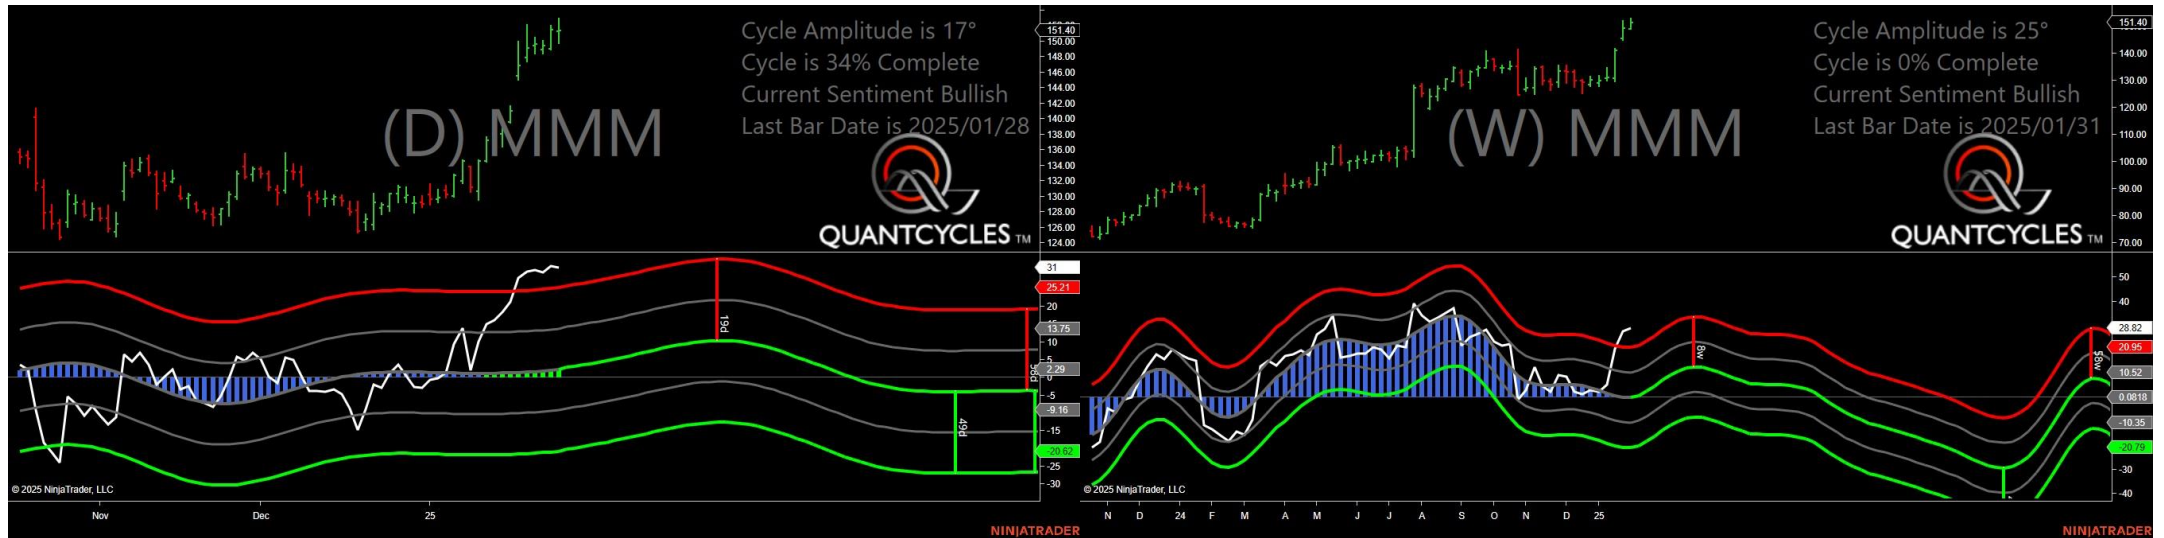 Cycle Amplitude is 17°
Cycle is 34% Complete
Current Sentiment Bullish
Last Bar Date is 2025/01/28
(D) MMM
QUANTCYCLES TM
151.40
150.00
148.00
146.00
144.00
142.00
140.00
138.00
136.00
134.00
132.00
130.00
128.00
126.00
124.00
31
25.21
20
13.75
10
5
2.29
0
-5
-9.16
-15
-20.62
-25
-30
19d
49d
98d
© 2025 NinjaTrader, LLC
Nov Dec 25
NINJATRADER
Cycle Amplitude is 25°
Cycle is 0% Complete
Current Sentiment Bullish
Last Bar Date is 2025/01/31
(W) MMM
QUANTCYCLES TM
151.40
140.00
130.00
120.00
110.00
100.00
90.00
80.00
70.00
50
40
28.82
20.95
10.52
0.0818
-10.35
-20.79
-30
-40
8w
58w
© 2025 NinjaTrader, LLC
N D 24 F M A M J J A S O N D 25
NINJATRADER